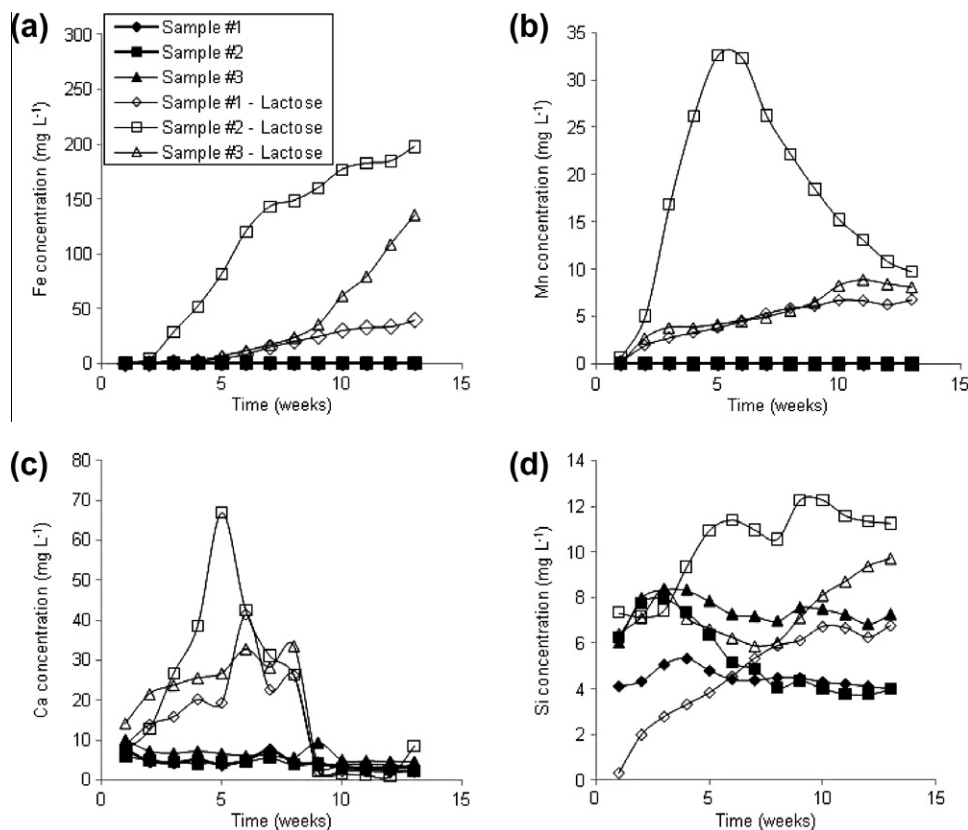 (a)
Fe concentration (mg L-1)
300
250
200
150
100
50
0
0
5
10
15
Time (weeks)
Sample #1
Sample #2
Sample #3
Sample #1 - Lactose
Sample #2 - Lactose
Sample #3 - Lactose
(b)
Mn concentration (mg L-1)
35
30
25
20
15
10
5
0
0
5
10
15
Time (weeks)
(c)
Ca concentration (mg L-1)
80
70
60
50
40
30
20
10
0
0
5
10
15
Time (weeks)
(d)
Si concentration (mg L-1)
14
12
10
8
6
4
2
0
0
5
10
15
Time (weeks)